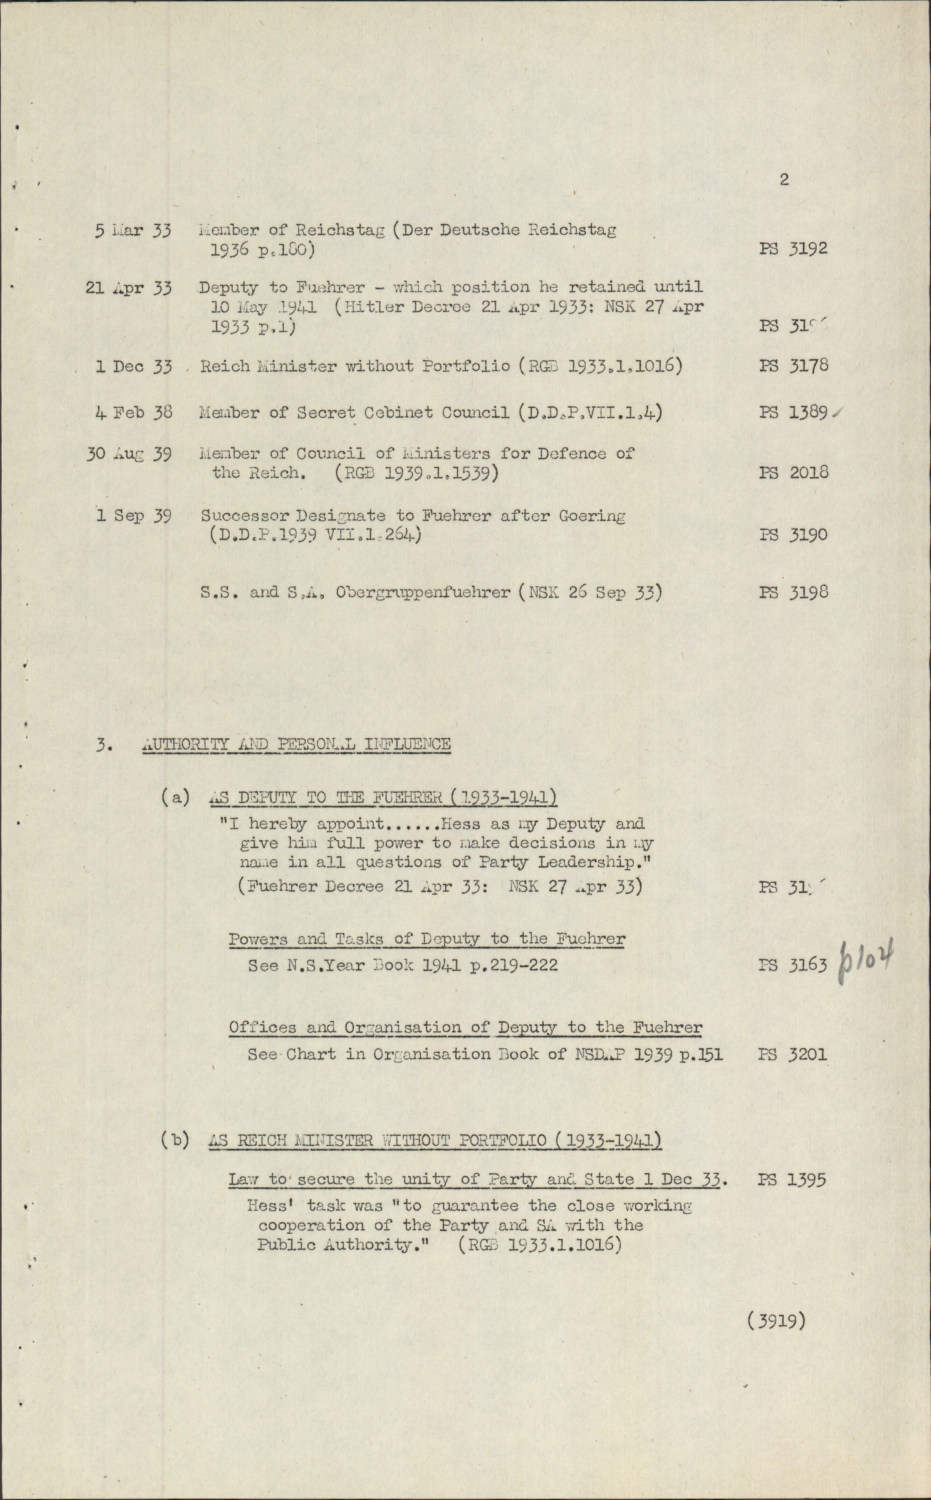 2
5 Mar 33 Member of Reichstag (Der Deutsche Reichstag
1936 p.180) PS 3192
21 Apr 33 Deputy to Fuehrer - which position he retained until
10 May 1941 (Hitler Decree 21 Apr 1933: NSK 27 Apr
1933 p.1) PS
1 Dec 33 Reich Minister without Portfolio (RGB 1933.1.1016) PS 3178
4 Feb 38 Member of Secret Cebinet Council (D.D.P.VII.1.4) PS 1389
30 Aug 39 Member of Council of Ministers for Defence of
the Reich. (RGB 1939.1.1539) PS 2018
1 Sep 39 Successor Designate to Fuehrer after Goering
(D.D.P.1939 VII.1.264) PS 3190
S.S. and S.A. Obergruppenfuehrer (NSK 26 Sep 33) PS 3198
3. AUTHORITY AND PERSONAL INFLUENCE
(a) AS DEPUTY TO THE FUEHRER (1933-1941)
"I hereby appoint......Hess as my Deputy and
give him full power to make decisions in my
name in all questions of Party Leadership."
(Fuehrer Decree 21 Apr 33: NSK 27 Apr 33) PS
Powers and Tasks of Deputy to the Fuehrer
See N.S.Year Book 1941 p.219-222 PS 3163 p104
Offices and Organisation of Deputy to the Fuehrer
See Chart in Organisation Book of NSDAP 1939 p.151 PS 3201
(b) AS REICH MINISTER WITHOUT PORTFOLIO (1933-1941)
Law to secure the unity of Party and State 1 Dec 33. PS 1395
Hess' task was "to guarantee the close working
cooperation of the Party and SA with the
Public Authority." (RGB 1933.1.1016)
(3919)